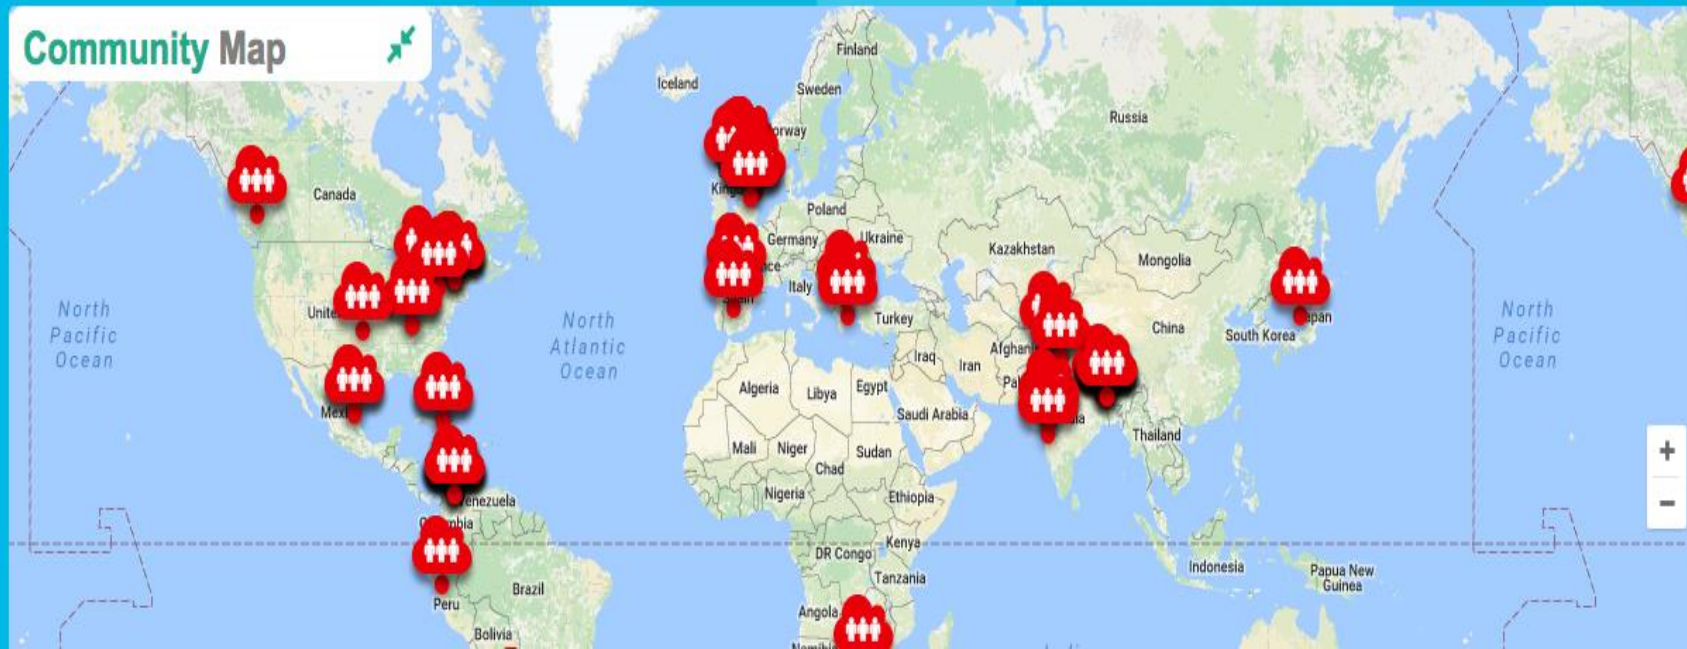 Community Map
Finland
Iceland
Sweden
Russia
Canada
Poland
Germany
Ukraine
Kazakhstan
Mongolia
Italy
North
Pacific
Ocean
North
Atlantic
Ocean
Turkey
China
South Korea
North
Pacific
Ocean
Iraq
Iran
Algeria
Libya
Egypt
Saudi Arabia
Thailand
Mali
Niger
Sudan
Chad
Nigeria
Ethiopia
Kenya
DR Congo
Tanzania
Indonesia
Papua New
Guinea
Brazil
Peru
Angola
Bolivia
+
−